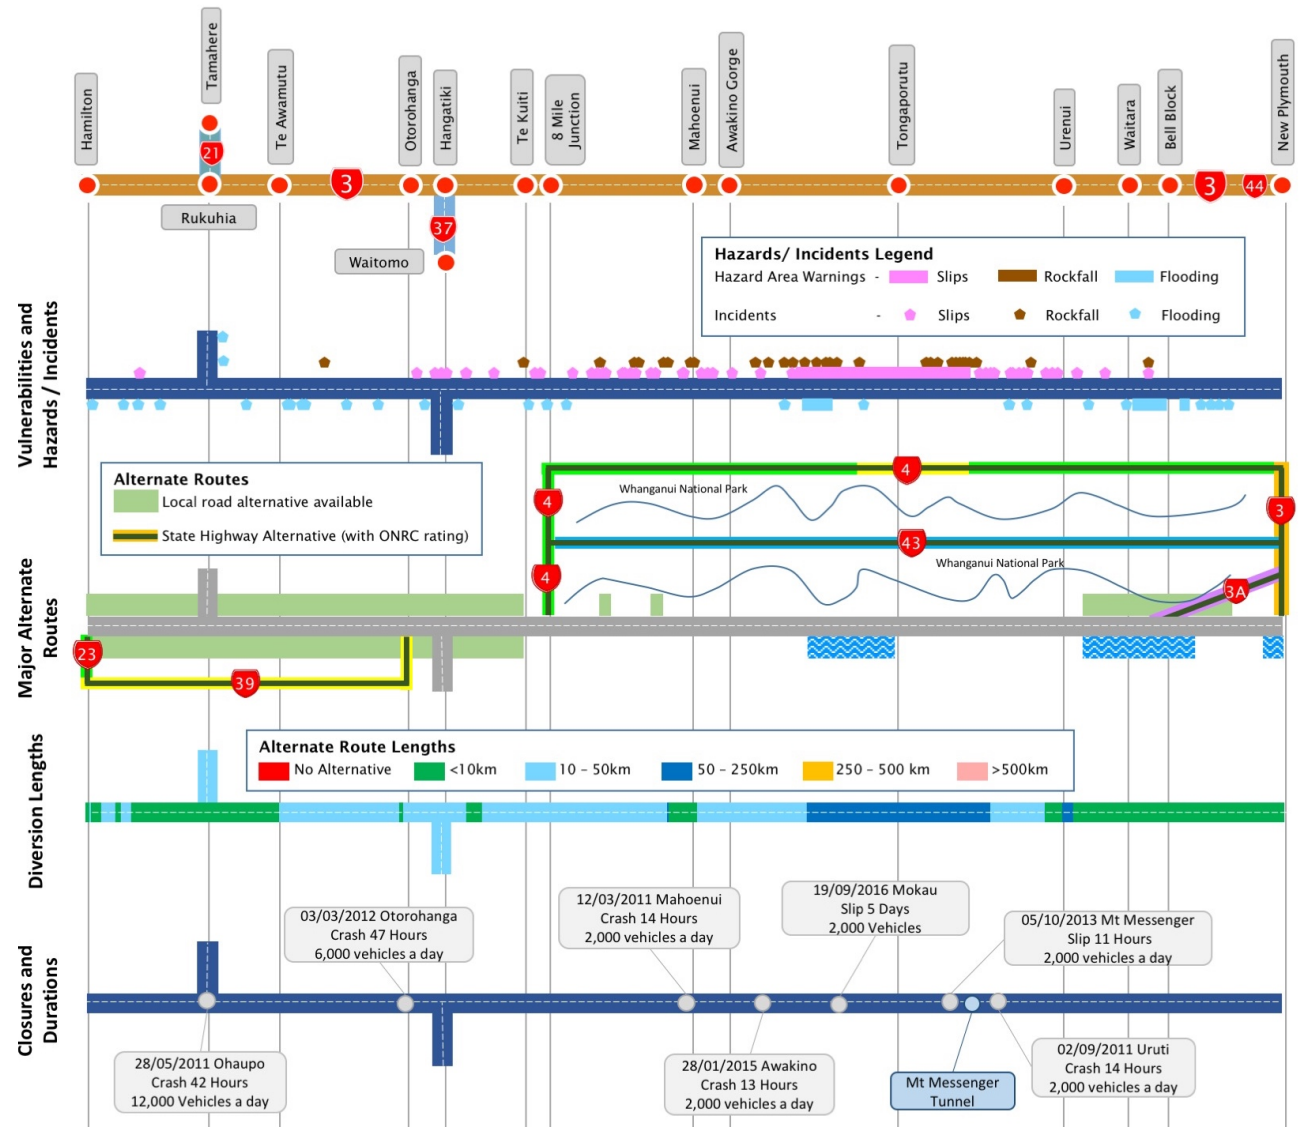 Hamilton
Tamahere
Te Awamutu
Otorohanga
Hangatiki
Te Kuiti
8 Mile
Junction
Mahoenui
Awakino Gorge
Tongaporutu
Urenui
Waitara
Bell Block
New Plymouth
21
3
3
44
Rukuhia
37
Waitomo
Hazards/ Incidents Legend
Hazard Area Warnings - Slips Rockfall Flooding
Incidents - Slips Rockfall Flooding
Vulnerabilities and
Hazards / Incidents
Alternate Routes
Local road alternative available
State Highway Alternative (with ONRC rating)
4
4
Whanganui National Park
3
43
Whanganui National Park
4
3A
Major Alternate
Routes
23
39
Alternate Route Lengths
No Alternative <10km 10 – 50km 50 – 250km 250 – 500 km >500km
Diversion Lengths
Closures and
Durations
03/03/2012 Otorohanga
Crash 47 Hours
6,000 vehicles a day
12/03/2011 Mahoenui
Crash 14 Hours
2,000 vehicles a day
19/09/2016 Mokau
Slip 5 Days
2,000 Vehicles
05/10/2013 Mt Messenger
Slip 11 Hours
2,000 vehicles a day
28/05/2011 Ohaupo
Crash 42 Hours
12,000 Vehicles a day
28/01/2015 Awakino
Crash 13 Hours
2,000 vehicles a day
Mt Messenger
Tunnel
02/09/2011 Uruti
Crash 14 Hours
2,000 vehicles a day